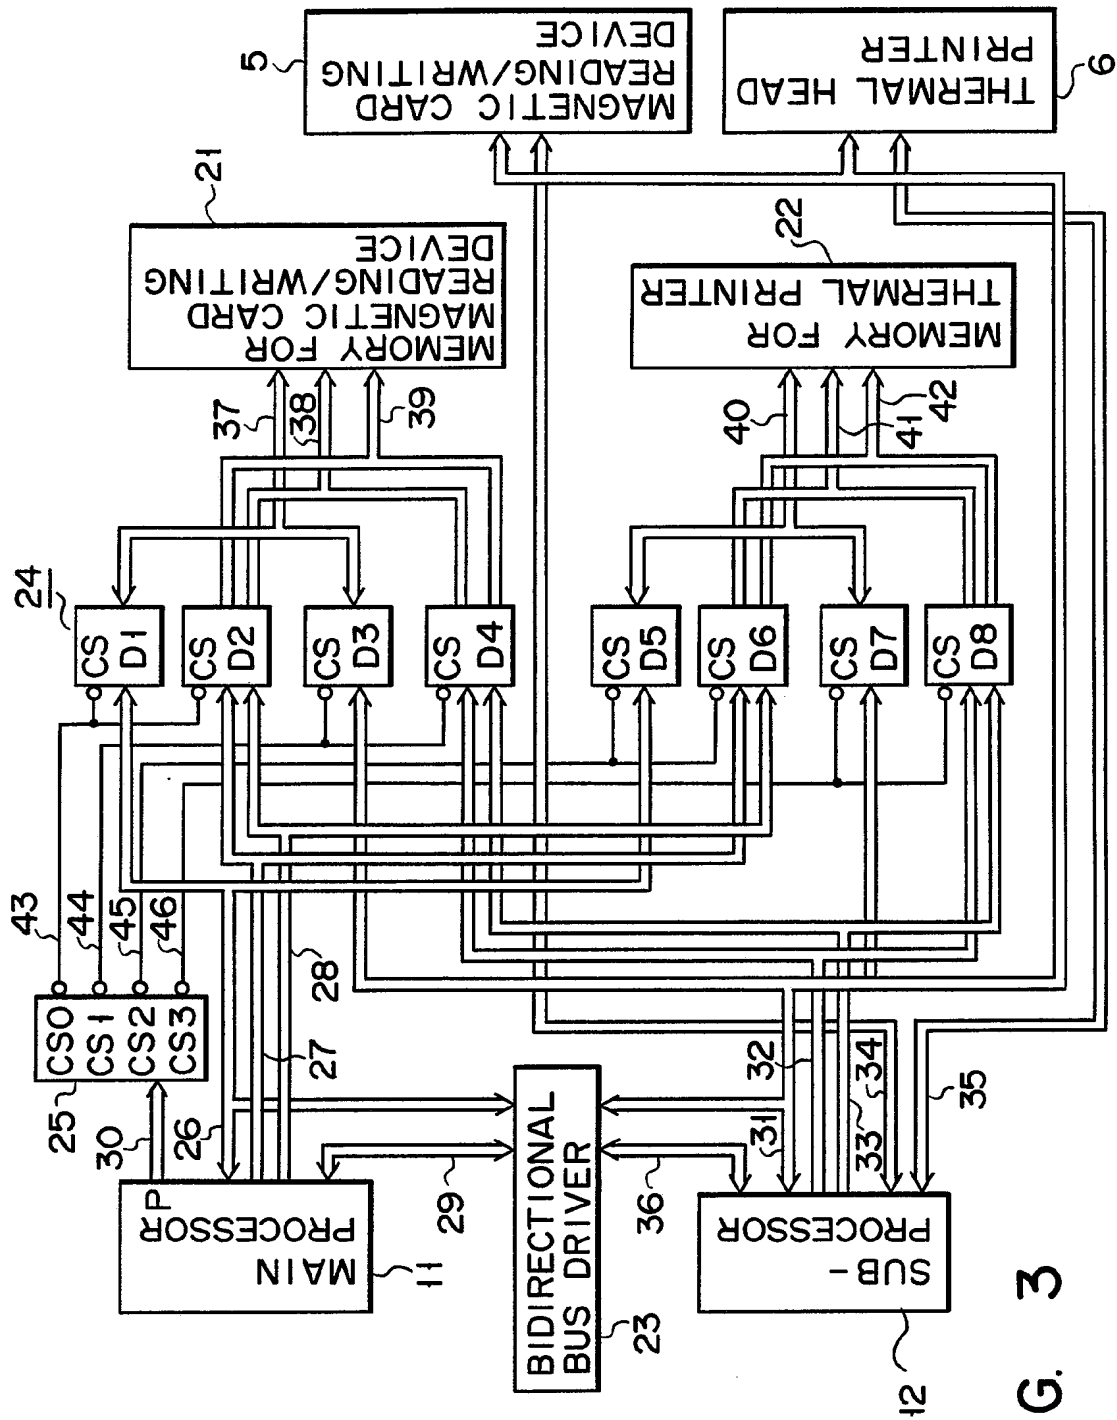 MAGNETIC CARD
READING/WRITING
DEVICE
5
THERMAL HEAD
PRINTER
6
21
MEMORY FOR
MAGNETIC CARD
READING/WRITING
DEVICE
22
MEMORY FOR
THERMAL PRINTER
37
38
39
40
41
42
24
CS
D1
CS
D2
CS
D3
CS
D4
CS
D5
CS
D6
CS
D7
CS
D8
43
44
45
46
CS0
CS1
CS2
CS3
25
30
26
27
28
P
MAIN
PROCESSOR
11
29
BIDIRECTIONAL
BUS DRIVER
23
36
31
32
33
34
35
SUB-
PROCESSOR
12
G. 3